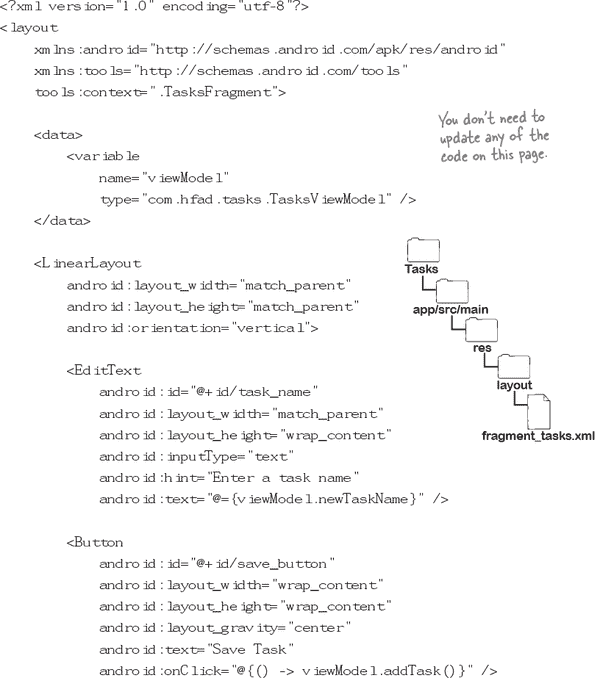 <?xml version="1.0" encoding="utf-8"?>
<layout
xmlns:android="http://schemas.android.com/apk/res/android"
xmlns:tools="http://schemas.android.com/tools"
tools:context=".TasksFragment">
<data>
<variable
name="viewModel"
type="com.hfad.tasks.TasksViewModel" />
</data>
You don't need to
update any of the
code on this page.
<LinearLayout
android:layout_width="match_parent"
android:layout_height="match_parent"
android:orientation="vertical">
<EditText
android:id="@+id/task_name"
android:layout_width="match_parent"
android:layout_height="wrap_content"
android:inputType="text"
android:hint="Enter a task name"
android:text="@={viewModel.newTaskName}" />
<Button
android:id="@+id/save_button"
android:layout_width="wrap_content"
android:layout_height="wrap_content"
android:layout_gravity="center"
android:text="Save Task"
android:onClick="@{() -> viewModel.addTask()}" />
Tasks
app/src/main
res
layout
fragment_tasks.xml